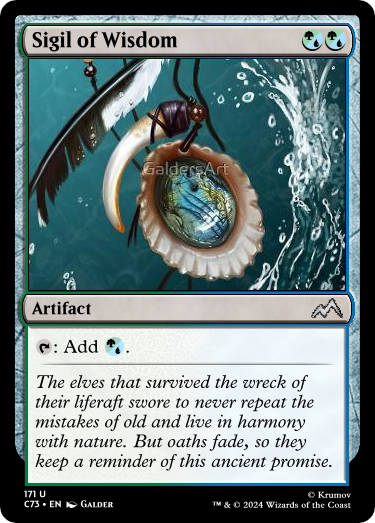 Sigil of Wisdom
GaldersArt
Artifact
: Add .
The elves that survived the wreck of
their liferaft swore to never repeat the
mistakes of old and live in harmony
with nature. But oaths fade, so they
keep a reminder of this ancient promise.
171 U
C73 • EN GALDER
© Krumov
™ & © 2024 Wizards of the Coast